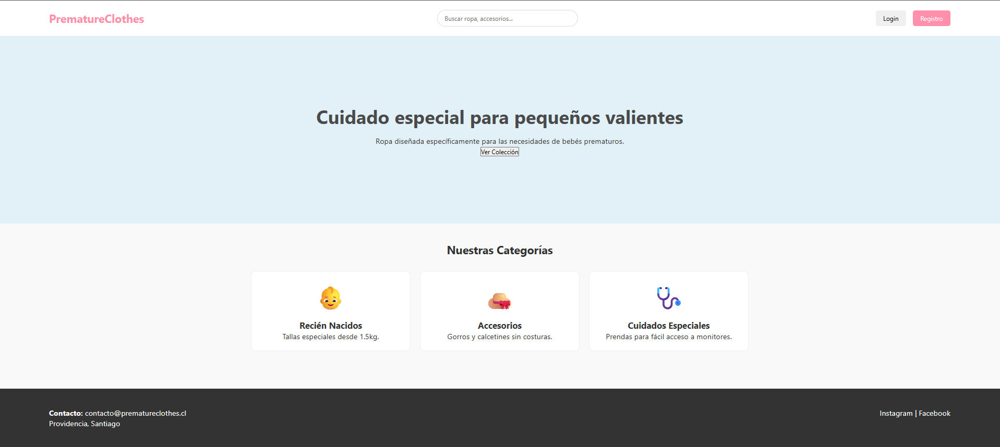 PrematureClothes
Buscar ropa, accesorios...
Login
Registro
Cuidado especial para pequeños valientes
Ropa diseñada específicamente para las necesidades de bebés prematuros.
Ver Colección
Nuestras Categorías
Recién Nacidos
Tallas especiales desde 1.5kg.
Accesorios
Gorros y calcetines sin costuras.
Cuidados Especiales
Prendas para fácil acceso a monitores.
Contacto: contacto@prematureclothes.cl
Providencia, Santiago
Instagram | Facebook